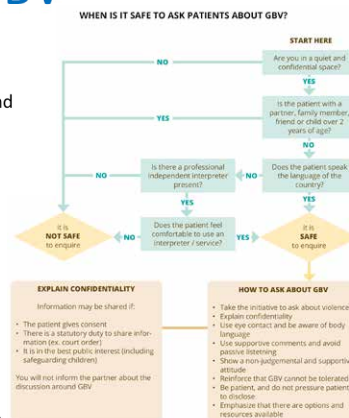 GBV
nd
WHEN IS IT SAFE TO ASK PATIENTS ABOUT GBV?
START HERE
Are you in a quiet and
confidential space?
NO
YES
Is the patient with a
partner, family member,
friend or child over 2
years of age?
YES
NO
Does the patient speak
the language of the
country?
NO
Is there a professional
independent interpreter
present?
NO
YES
YES
Does the patient feel
comfortable to use an
interpreter / service?
NO
YES
It is
NOT SAFE
to enquire
It is
SAFE
to enquire
EXPLAIN CONFIDENTIALITY
Information may be shared if:
• The patient gives consent
• There is a statutory duty to share infor-
mation (ex. court order)
• It is in the best public interest (including
safeguarding children)
You will not inform the partner about the
discussion around GBV
HOW TO ASK ABOUT GBV
• Take the initiative to ask about violence
• Explain confidentiality
• Use eye contact and be aware of body
language
• Use supportive comments and avoid
passive listetning
• Show a non-judgemental and supportive
attitude
• Reinforce that GBV cannot be tolerated
• Be patient, and do not pressure patient
to disclose
• Emphasize that there are options and
resources available